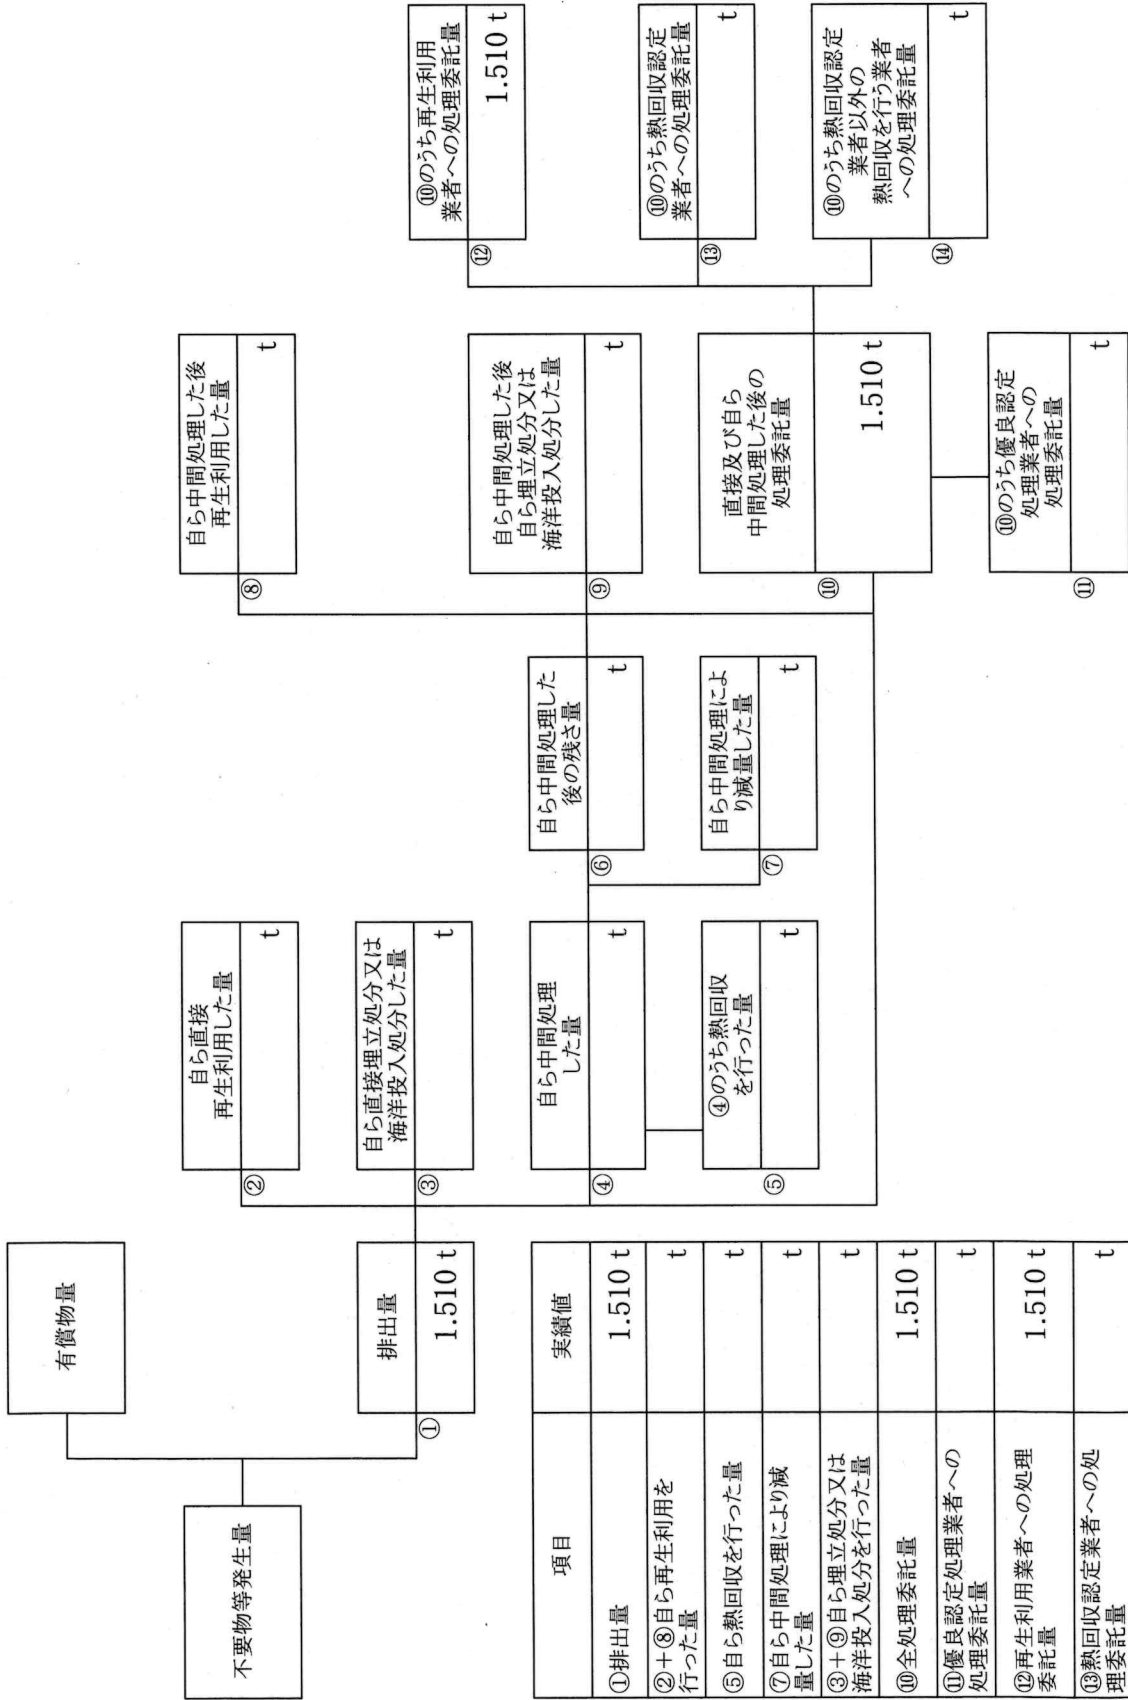 不要物等発生量
有償物量
①
排出量
1.510 t
②
自ら直接
再生利用した量
t
③
自ら直接埋立処分又は
海洋投入処分した量
t
④
自ら中間処理
した量
t
⑤
④のうち熱回収
を行った量
t
⑥
自ら中間処理した
後の残さ量
t
⑦
自ら中間処理によ
り減量した量
t
⑧
自ら中間処理した後
再生利用した量
t
⑨
自ら中間処理した後
自ら埋立処分又は
海洋投入処分した量
t
⑩
直接及び自ら
中間処理した後の
処理委託量
1.510 t
⑪
⑩のうち優良認定
処理業者への
処理委託量
t
⑫
⑩のうち再生利用
業者への処理委託量
1.510 t
⑬
⑩のうち熱回収認定
業者への処理委託量
t
⑭
⑩のうち熱回収認定
業者以外の
熱回収を行う業者
への処理委託量
t
項目 実績値
①排出量 1.510 t
②+⑧自ら再生利用を
行った量 t
⑤自ら熱回収を行った量 t
⑦自ら中間処理により減
量した量 t
③+⑨自ら埋立処分又は
海洋投入処分を行った量 t
⑩全処理委託量 1.510 t
⑪優良認定処理業者への
処理委託量 t
⑫再生利用業者への処理
委託量 1.510 t
⑬熱回収認定業者への処
理委託量 t